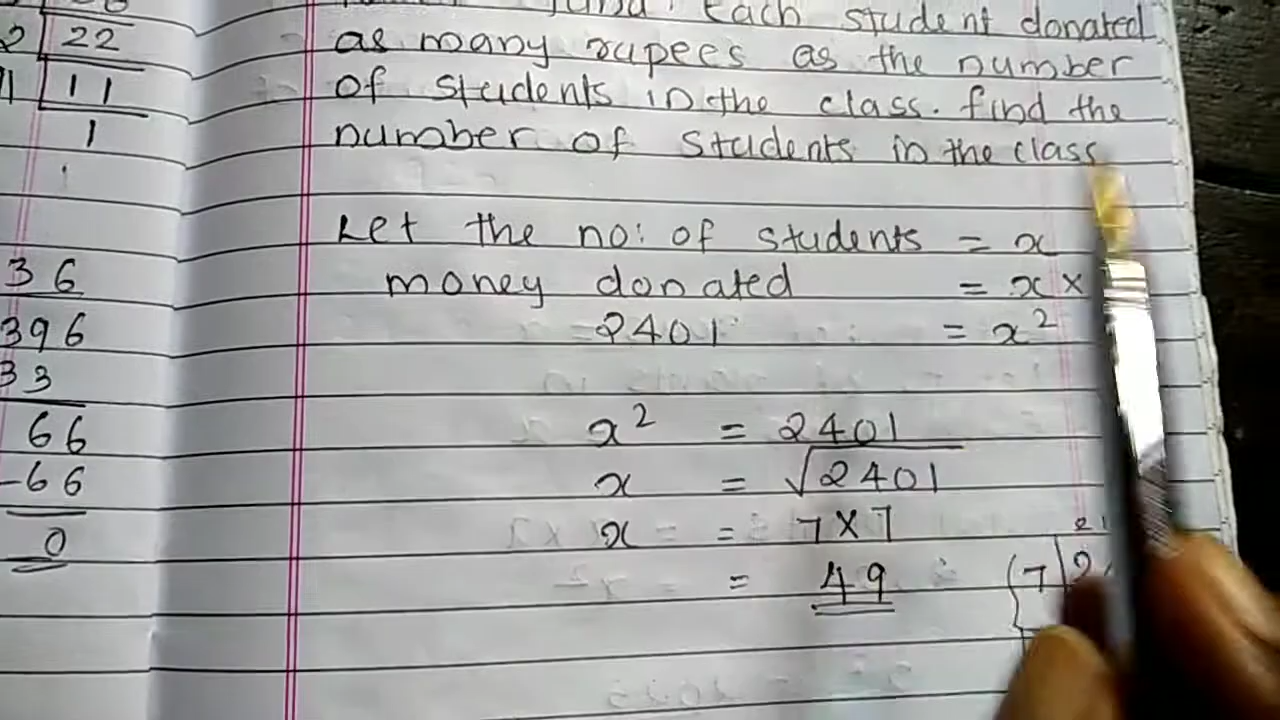 2 22
11
1
36
396
33
66
-66
0
Each student donated
as many rupees as the number
of students in the class. find the
number of students in the class
Let the no: of students = x
money donated = x ×
2401 = x²
x² = 2401
x = √2401
x = 7×7
= 49
7